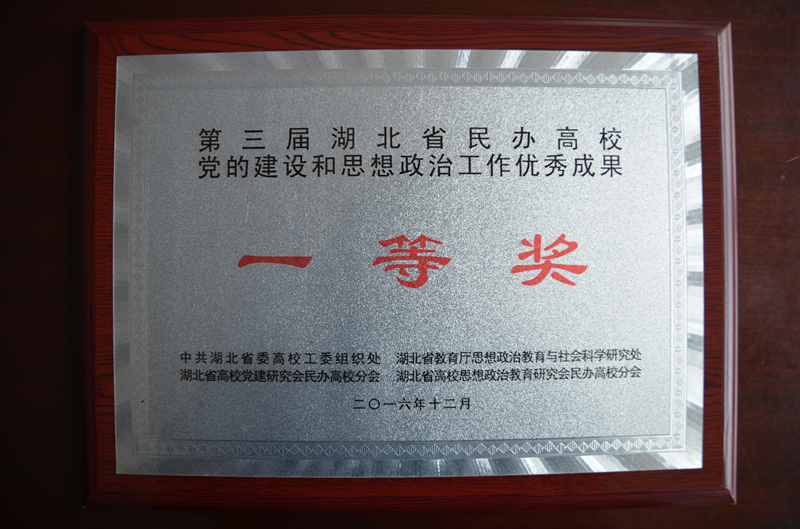 第三届湖北省民办高校
党的建设和思想政治工作优秀成果
一等奖
中共湖北省委高校工委组织处 湖北省教育厅思想政治教育与社会科学研究处
湖北省高校党建研究会民办高校分会 湖北省高校思想政治教育研究会民办高校分会
二〇一六年十二月